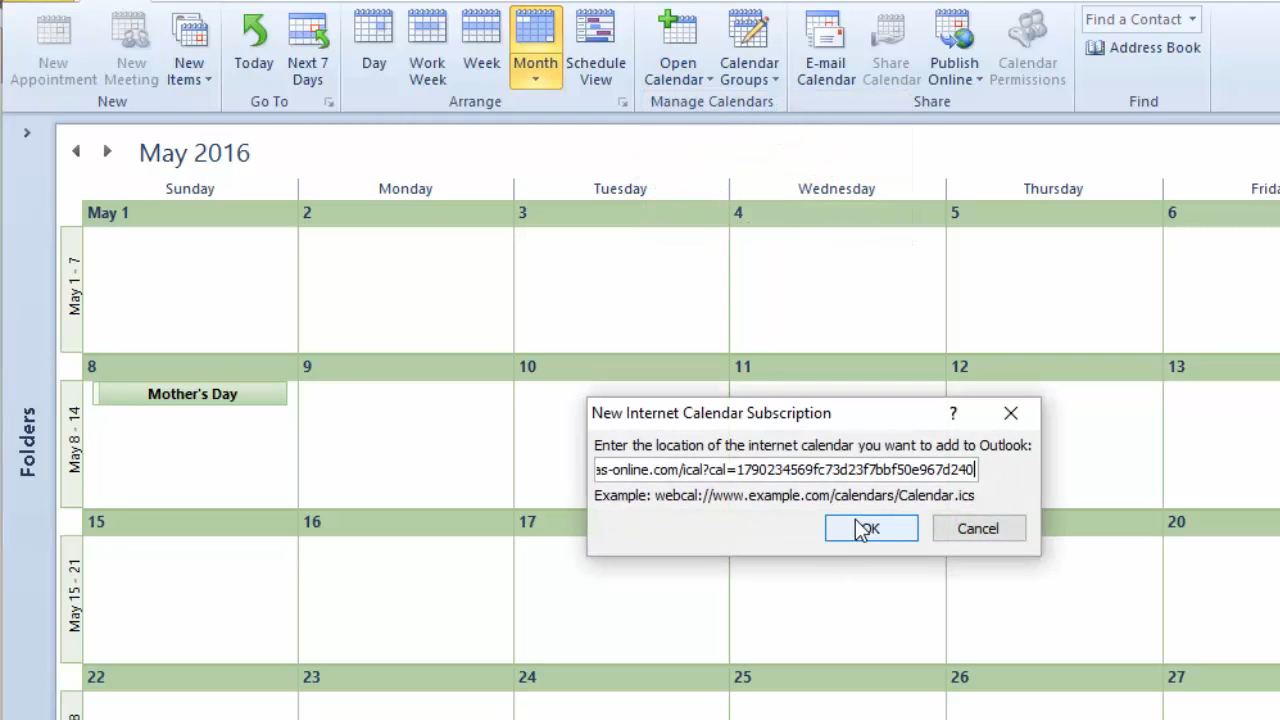 New Appointment
New Meeting
New Items
New
Today
Next 7 Days
Go To
Day
Work Week
Week
Month
Schedule View
Arrange
Open Calendar
Calendar Groups
Manage Calendars
E-mail Calendar
Share Calendar
Publish Online
Calendar Permissions
Share
Find a Contact
Address Book
Find
May 2016
Sunday Monday Tuesday Wednesday Thursday
May 1 2 3 4 5 6
May 1 - 7
8 9 10 11 12 13
Mother's Day
May 8 - 14
Folders
New Internet Calendar Subscription ?
Enter the location of the internet calendar you want to add to Outlook:
as-online.com/ical?cal=1790234569fc73d23f7bbf50e967d240
Example: webcal://www.example.com/calendars/Calendar.ics
OK Cancel
15 16 17 20
May 15 - 21
22 23 24 25 26 27